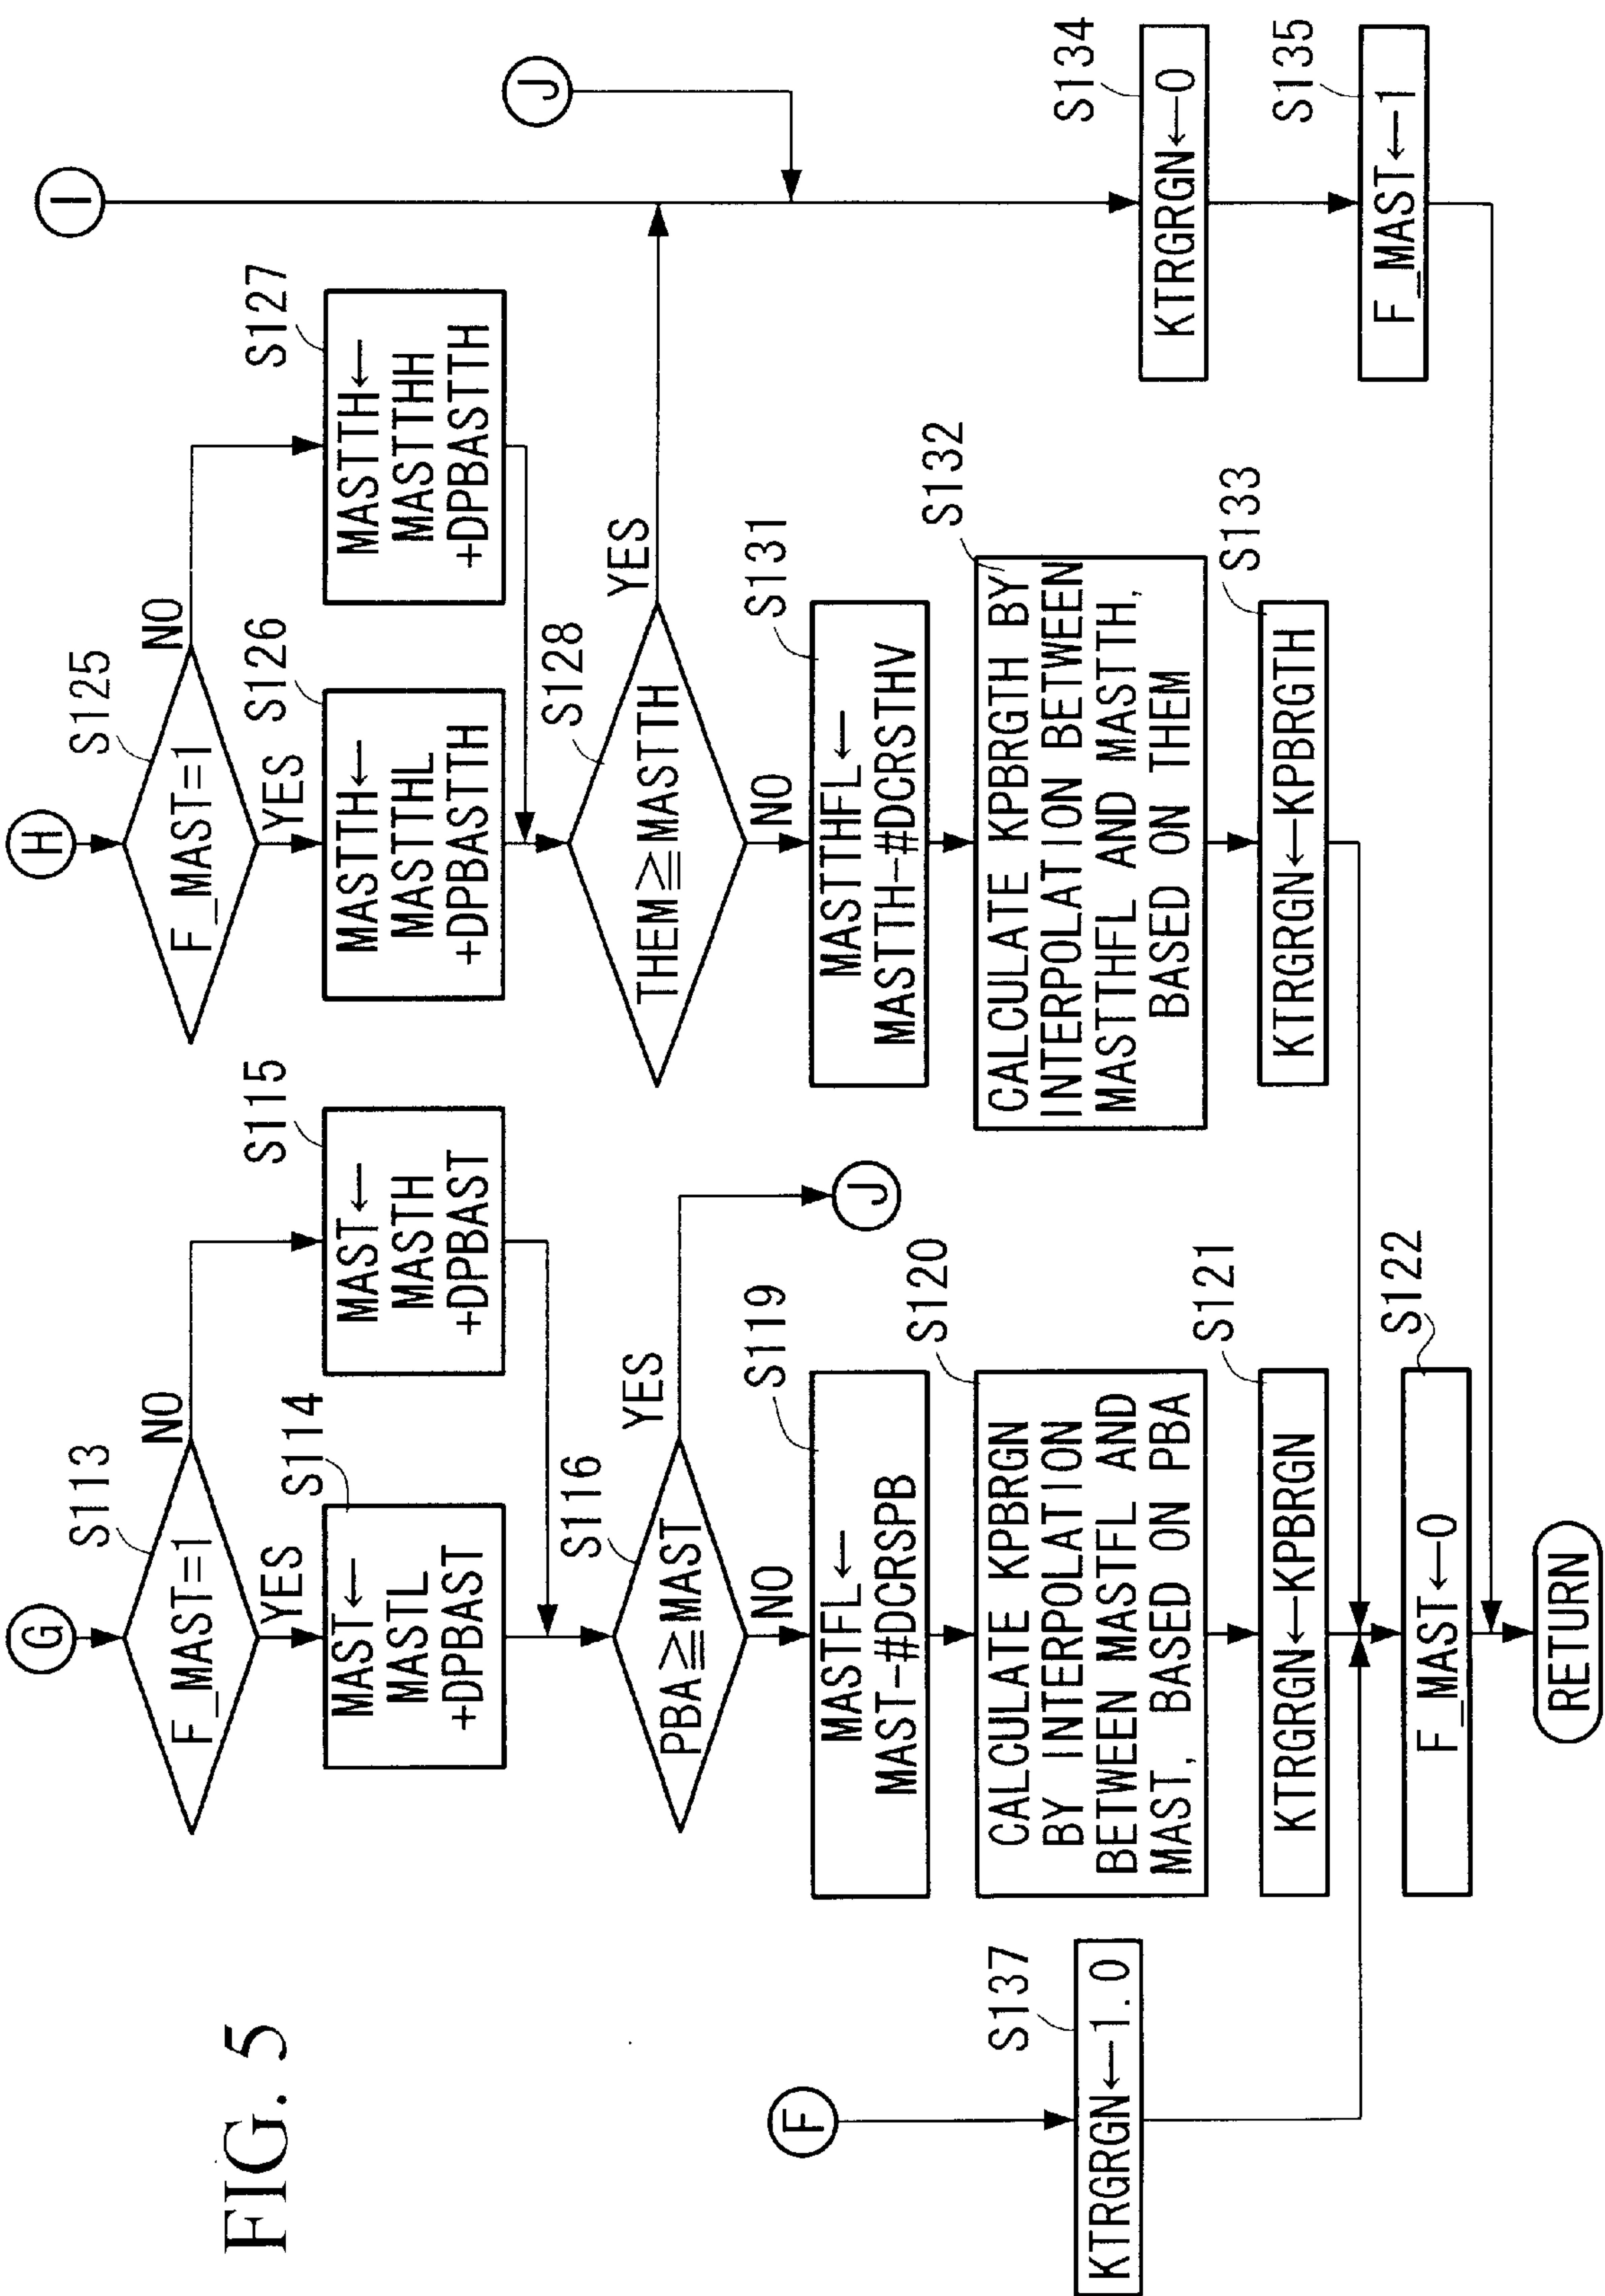 FIG. 5
F
S137
KTRGRGN←1.0
G
S113
F_MAST=1
NO
YES
S114
MAST←
MASTL
+DPBAST
S115
MAST←
MASTH
+DPBAST
S116
PBA≧MAST
YES
J
NO
S119
MASTFL←
MAST-#DCRSPB
S120
CALCULATE KPBRGN
BY INTERPOLATION
BETWEEN MASTFL AND
MAST, BASED ON PBA
S121
KTRGRGN←KPBRGN
S122
F_MAST←0
RETURN
H
S125
F_MAST=1
NO
YES
S126
MASTTH←
MASTTHL
+DPBASTTH
S127
MASTTH←
MASTTHH
+DPBASTTH
S128
THEM≧MASTTH
YES
NO
S131
MASTTHFL←
MASTTH-#DCRSTHV
S132
CALCULATE KPBRGTH BY
INTERPOLATION BETWEEN
MASTTHFL AND MASTTH,
BASED ON THEM
S133
KTRGRGN←KPBRGTH
I
J
S134
KTRGRGN←0
S135
F_MAST←1